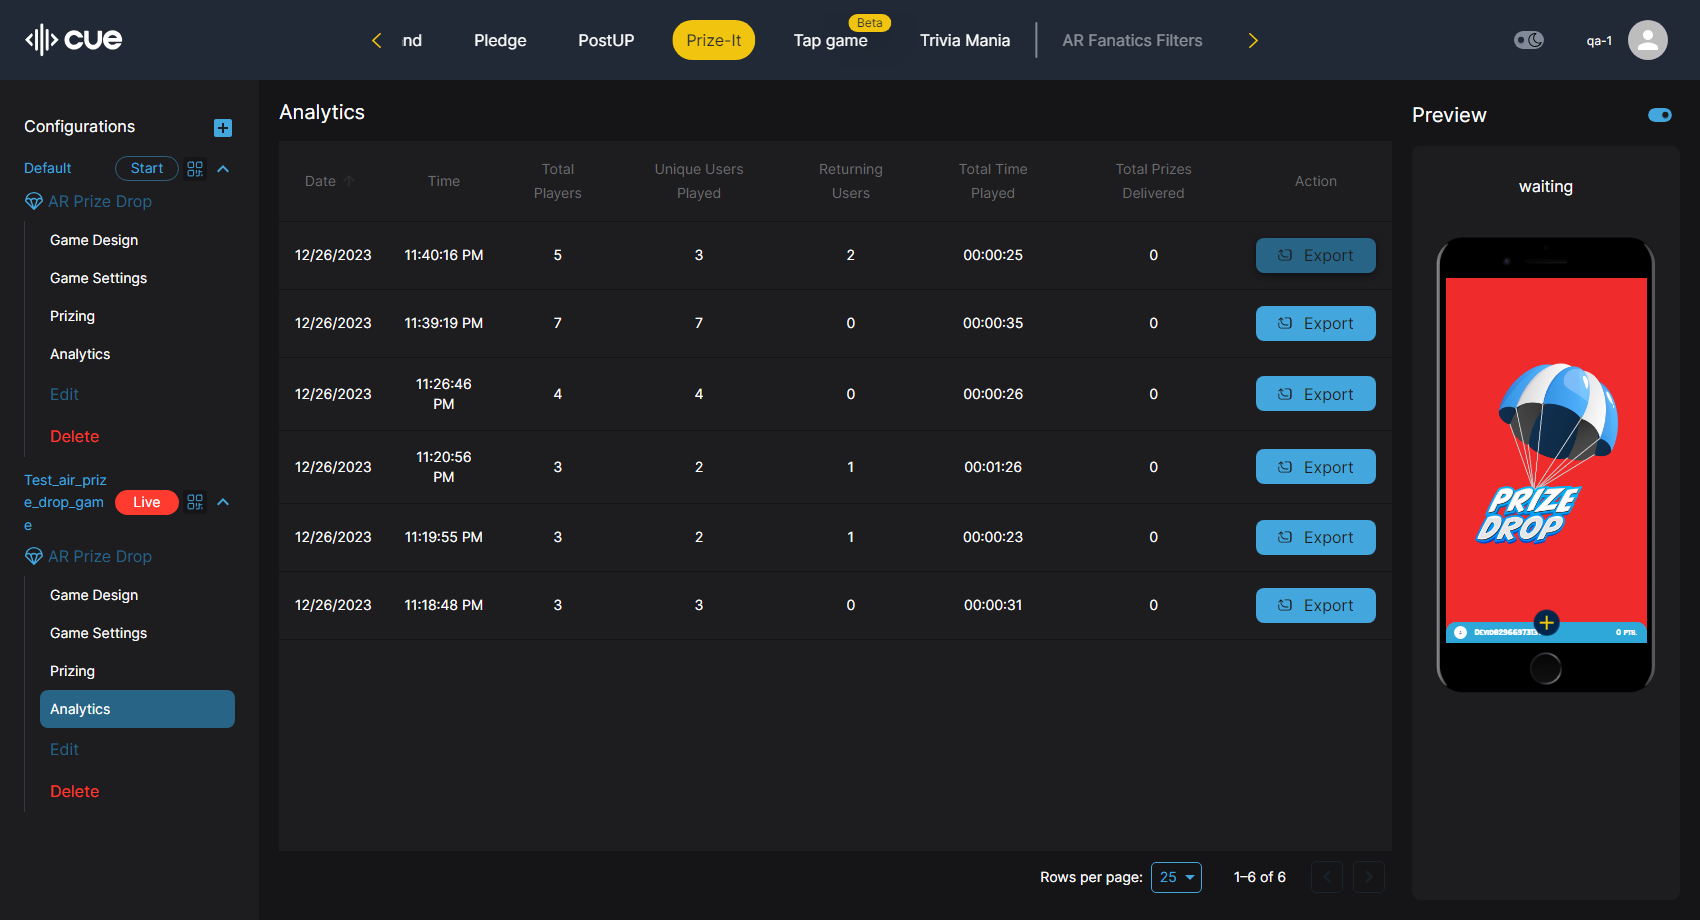 cue
nd
Pledge
PostUP
Prize-It
Beta
Tap game
Trivia Mania
AR Fanatics Filters
qa-1
Configurations
Default
Start
AR Prize Drop
Game Design
Game Settings
Prizing
Analytics
Edit
Delete
Test_air_priz
e_drop_gam
e
Live
AR Prize Drop
Game Design
Game Settings
Prizing
Analytics
Edit
Delete
Analytics
Date Time Total Players Unique Users Played Returning Users Total Time Played Total Prizes Delivered Action
12/26/2023 11:40:16 PM 5 3 2 00:00:25 0 Export
12/26/2023 11:39:19 PM 7 7 0 00:00:35 0 Export
12/26/2023 11:26:46 PM 4 4 0 00:00:26 0 Export
12/26/2023 11:20:56 PM 3 2 1 00:01:26 0 Export
12/26/2023 11:19:55 PM 3 2 1 00:00:23 0 Export
12/26/2023 11:18:48 PM 3 3 0 00:00:31 0 Export
Rows per page: 25 1–6 of 6
Preview
waiting
PRIZE
DROP
0 PTS.